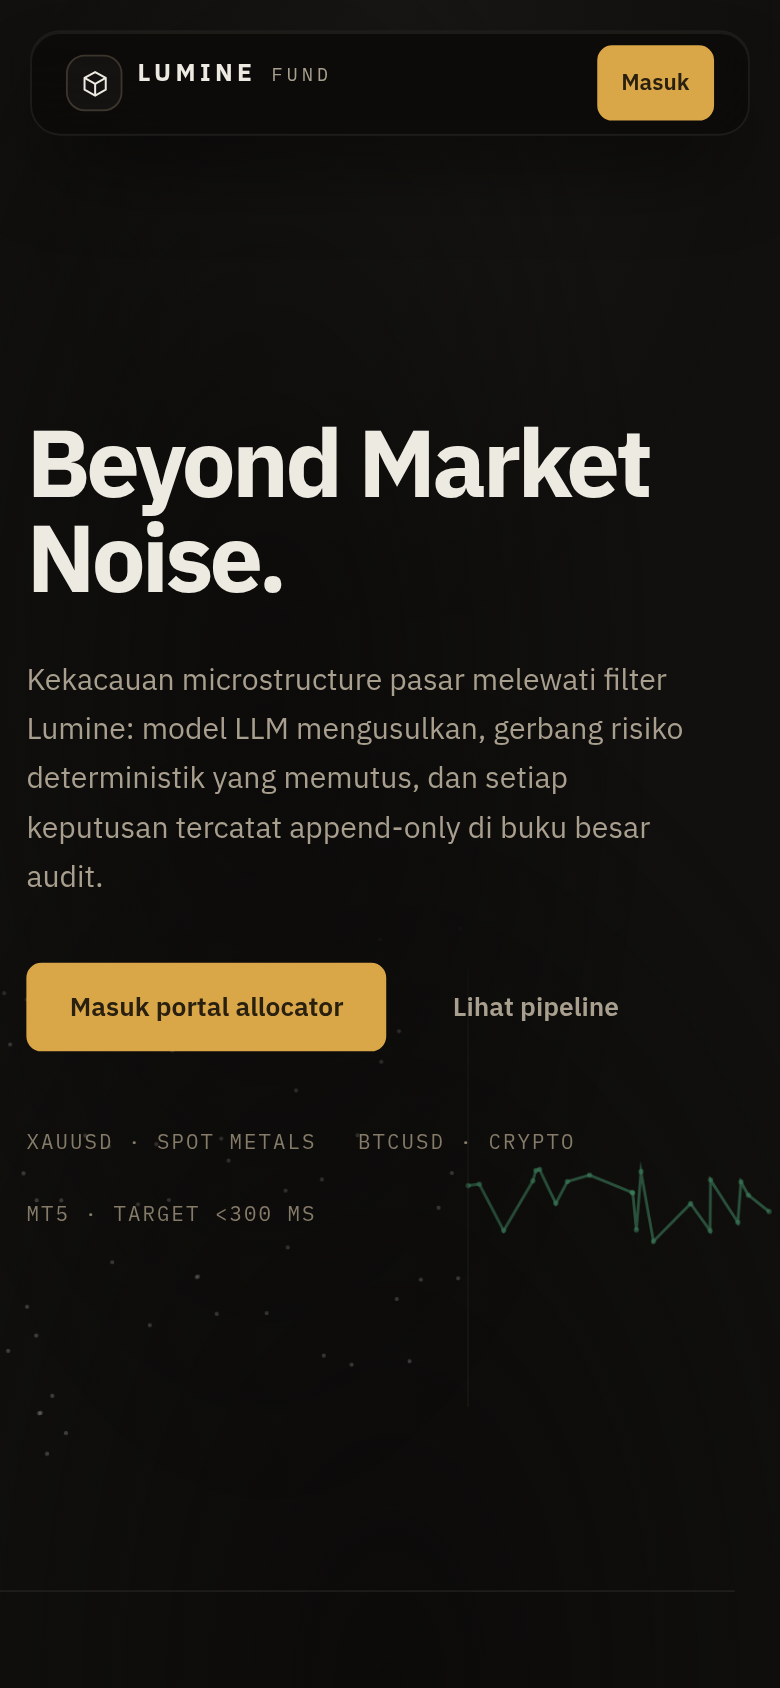 LUMINE FUND
Masuk
Beyond Market
Noise.
Kekacauan microstructure pasar melewati filter
Lumine: model LLM mengusulkan, gerbang risiko
deterministik yang memutus, dan setiap
keputusan tercatat append-only di buku besar
audit.
Masuk portal allocator
Lihat pipeline
XAUUSD · SPOT METALS BTCUSD · CRYPTO
MT5 · TARGET <300 MS